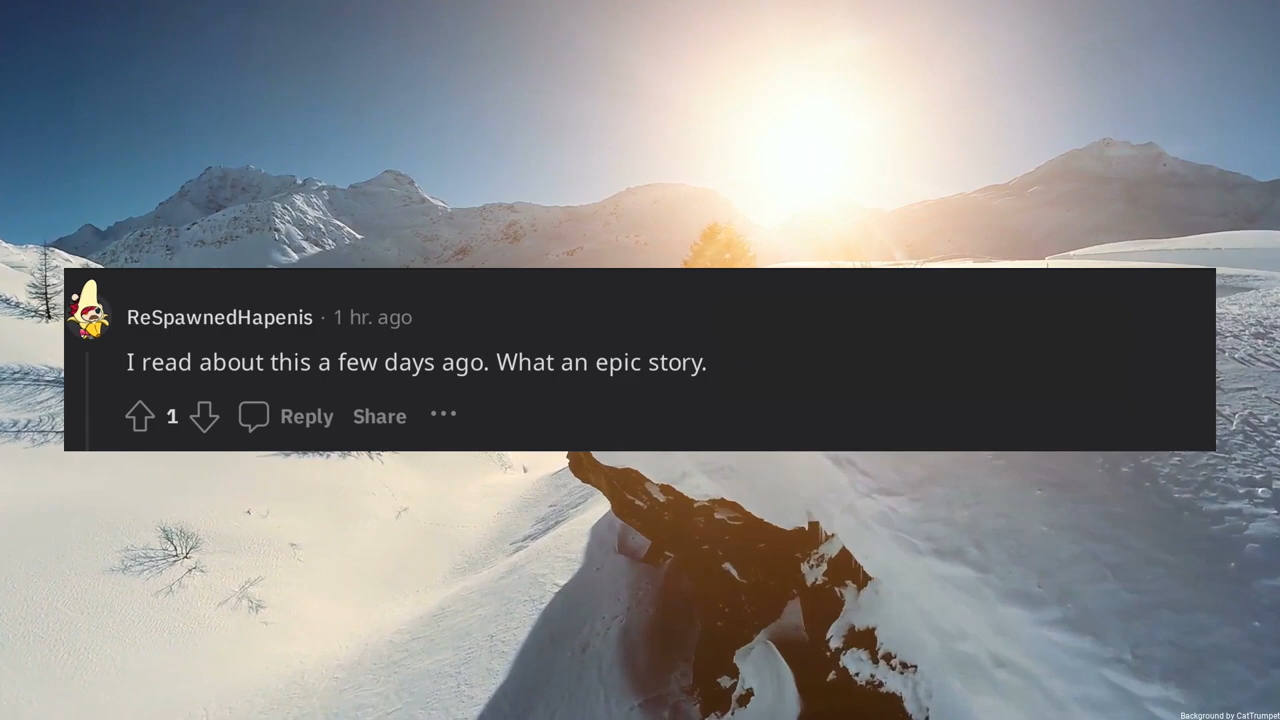 ReSpawnedHapenis · 1 hr. ago
I read about this a few days ago. What an epic story.
1 Reply Share ···
Background by CatTrumpet